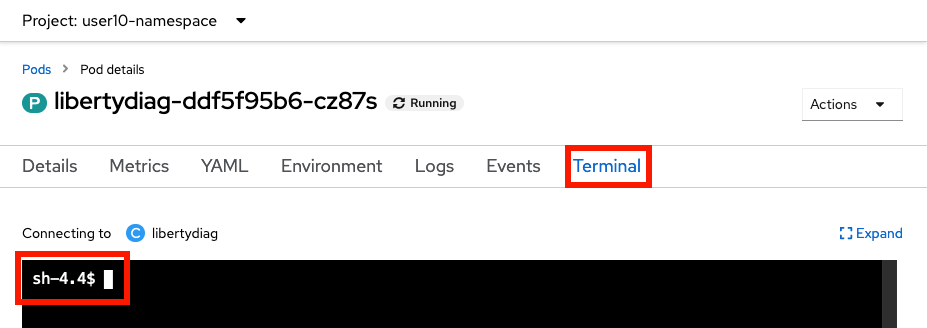 Project: user10-namespace
Pods > Pod details
P libertydiag-ddf5f95b6-cz87s Running
Actions
Details Metrics YAML Environment Logs Events Terminal
Connecting to C libertydiag Expand
sh-4.4$